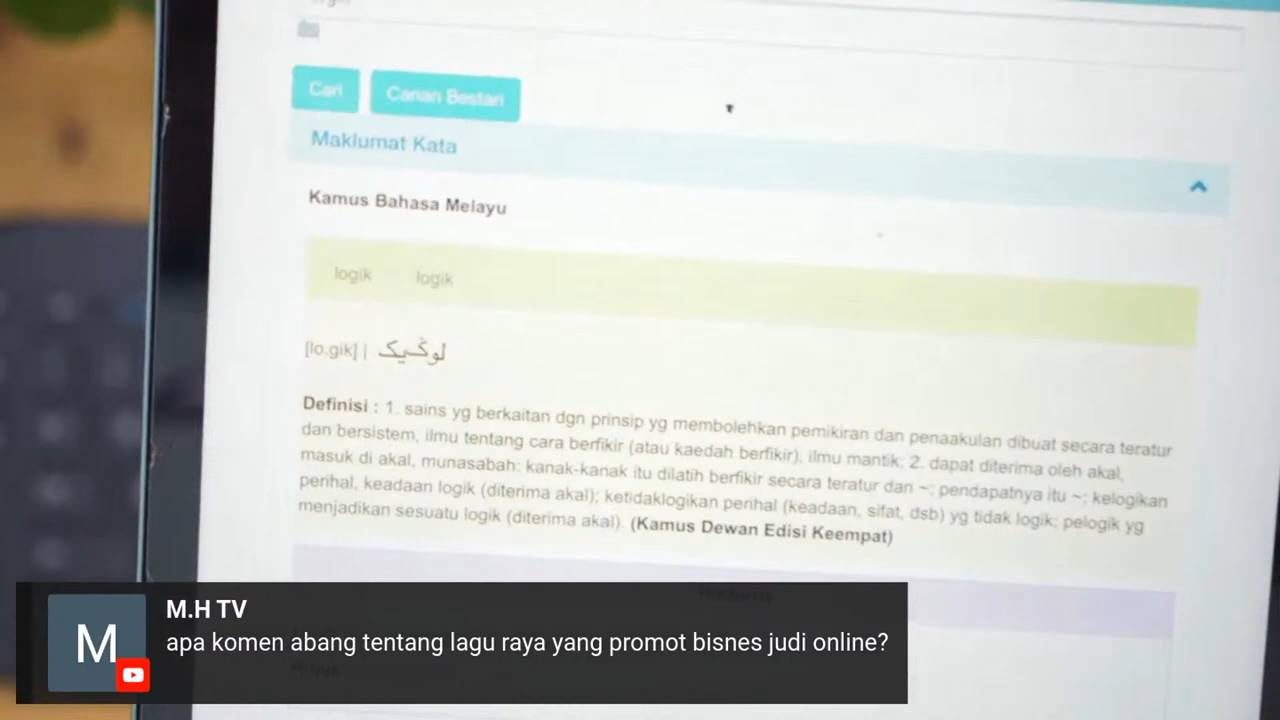 Cari
Carian Bestari
Maklumat Kata
Kamus Bahasa Melayu
logik logik
[lo.gik] | لوݢيک
Definisi : 1. sains yg berkaitan dgn prinsip yg membolehkan pemikiran dan penaakulan dibuat secara teratur
dan bersistem, ilmu tentang cara berfikir (atau kaedah berfikir), ilmu mantik; 2. dapat diterima oleh akal,
masuk di akal, munasabah: kanak-kanak itu dilatih berfikir secara teratur dan ~; pendapatnya itu ~; kelogikan
perihal, keadaan logik (diterima akal); ketidaklogikan perihal (keadaan, sifat, dsb) yg tidak logik; pelogik yg
menjadikan sesuatu logik (diterima akal). (Kamus Dewan Edisi Keempat)
M
M.H TV
apa komen abang tentang lagu raya yang promot bisnes judi online?